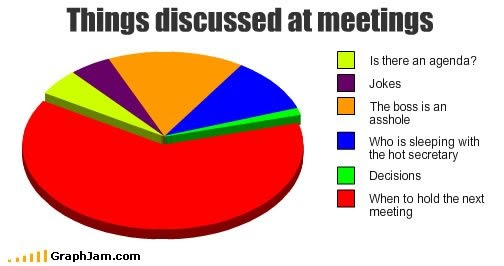 Things discussed at meetings
Is there an agenda?
Jokes
The boss is an
asshole
Who is sleeping with
the hot secretary
Decisions
When to hold the next
meeting
GraphJam.com